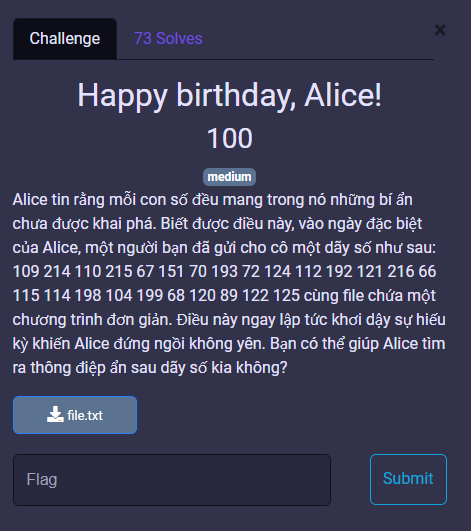 Challenge
73 Solves
×
Happy birthday, Alice!
100
medium
Alice tin rằng mỗi con số đều mang trong nó những bí ẩn
chưa được khai phá. Biết được điều này, vào ngày đặc biệt
của Alice, một người bạn đã gửi cho cô một dãy số như sau:
109 214 110 215 67 151 70 193 72 124 112 192 121 216 66
115 114 198 104 199 68 120 89 122 125 cùng file chứa một
chương trình đơn giản. Điều này ngay lập tức khơi dậy sự hiếu
kỳ khiến Alice đứng ngồi không yên. Bạn có thể giúp Alice tìm
ra thông điệp ẩn sau dãy số kia không?
file.txt
Flag
Submit